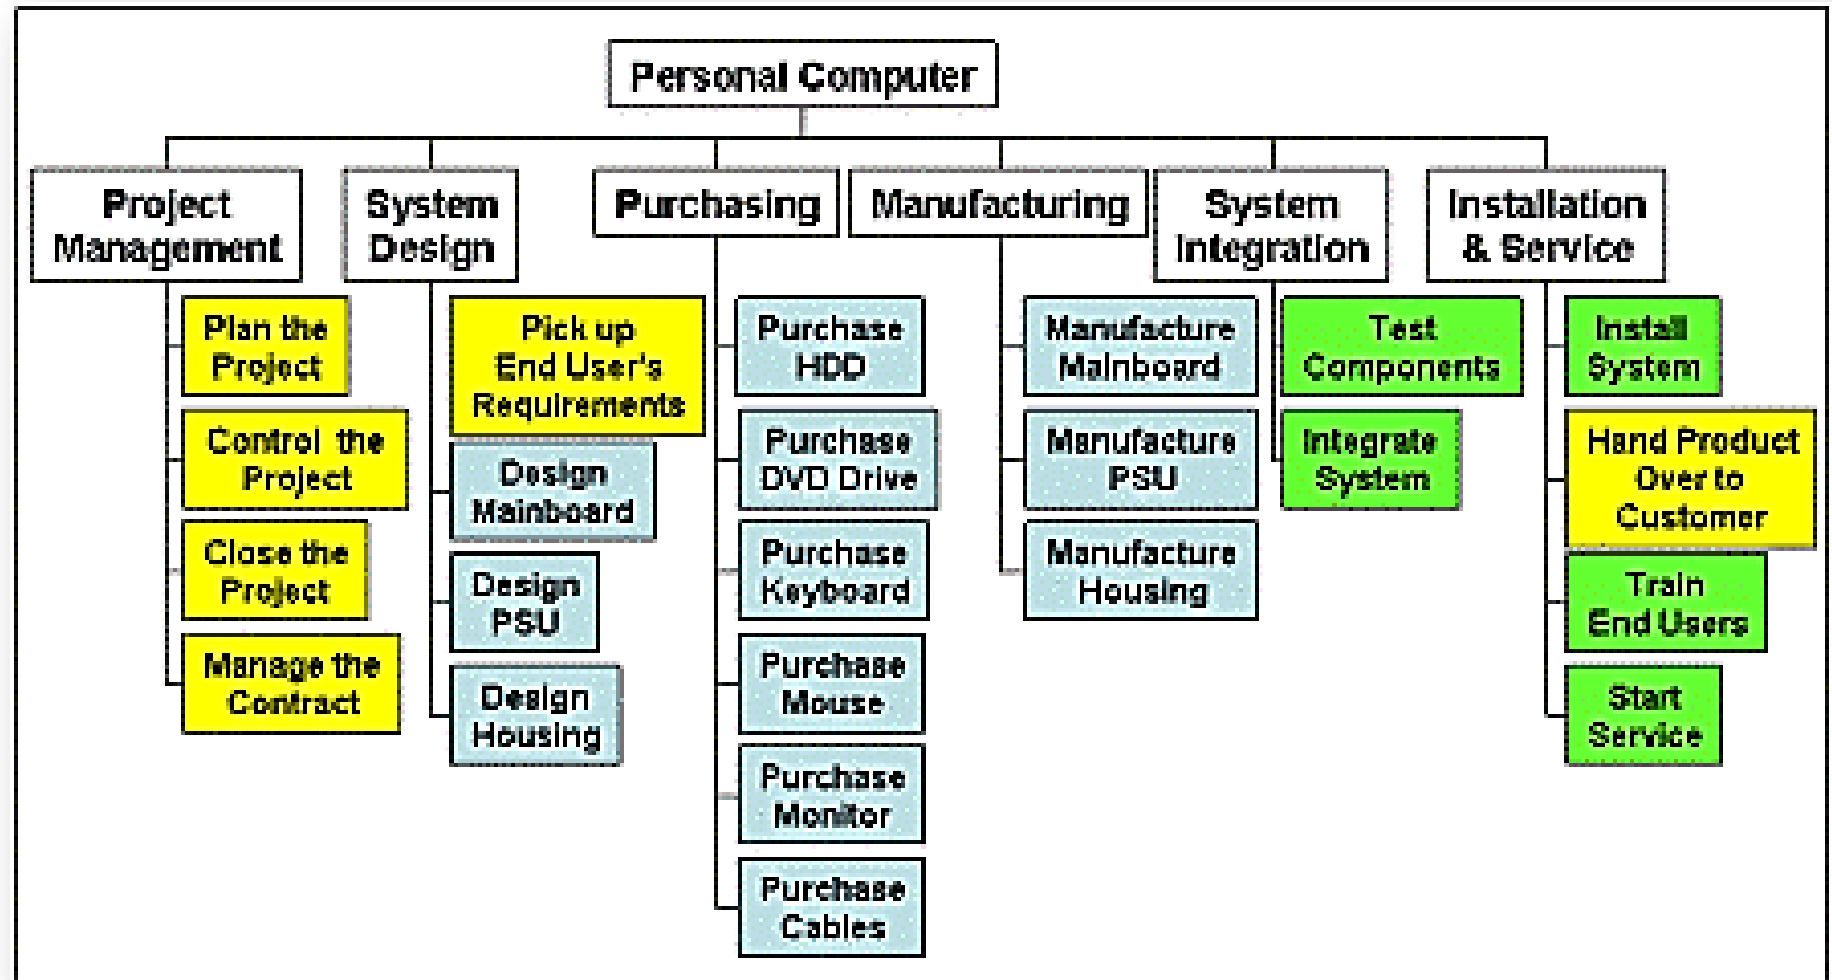 Personal Computer
Project
Management
System
Design
Purchasing
Manufacturing
System
Integration
Installation
& Service
Plan the
Project
Control the
Project
Close the
Project
Manage the
Contract
Pick up
End User's
Requirements
Design
Mainboard
Design
PSU
Design
Housing
Purchase
HDD
Purchase
DVD Drive
Purchase
Keyboard
Purchase
Mouse
Purchase
Monitor
Purchase
Cables
Manufacture
Mainboard
Manufacture
PSU
Manufacture
Housing
Test
Components
Integrate
System
Install
System
Hand Product
Over to
Customer
Train
End Users
Start
Service